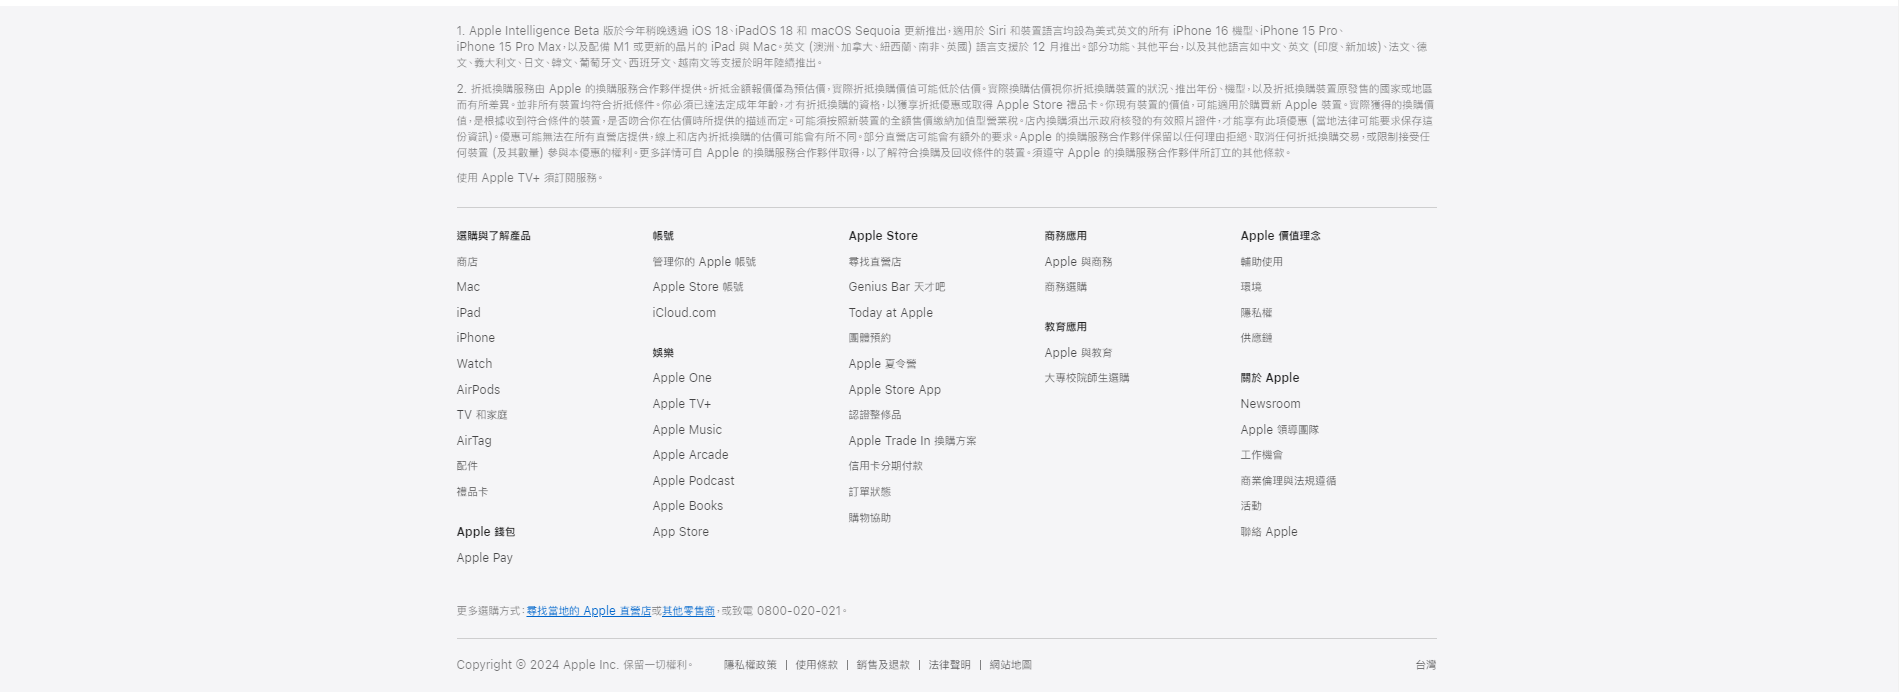 1. Apple Intelligence Beta 版於今年稍晚透過 iOS 18、iPadOS 18 和 macOS Sequoia 更新推出，適用於 Siri 和裝置語言均設為美式英文的所有 iPhone 16 機型、iPhone 15 Pro、
iPhone 15 Pro Max，以及配備 M1 或更新的晶片的 iPad 與 Mac。英文 (澳洲、加拿大、紐西蘭、南非、英國) 語言支援於 12 月推出。部分功能、其他平台，以及其他語言如中文、英文 (印度、新加坡)、法文、德
文、義大利文、日文、韓文、葡萄牙文、西班牙文、越南文等支援於明年陸續推出。
2. 折抵換購服務由 Apple 的換購服務合作夥伴提供。折抵金額報價僅為預估價，實際折抵換購價值可能低於估價。實際換購估價視你折抵換購裝置的狀況、推出年份、機型，以及折抵換購裝置原發售的國家或地區
而有所差異。並非所有裝置均符合折抵條件。你必須已達法定成年年齡，才有折抵換購的資格，以獲享折抵優惠或取得 Apple Store 禮品卡。你現有裝置的價值，可能適用於購買新 Apple 裝置。實際獲得的換購價
值，是根據收到符合條件的裝置，是否吻合你在估價時所提供的描述而定。可能須按照新裝置的全額售價繳納加值型營業稅。店內換購須出示政府核發的有效照片證件，才能享有此項優惠 (當地法律可能要求保存這
份資訊)。優惠可能無法在所有直營店提供，線上和店內折抵換購的估價可能會有所不同。部分直營店可能會有額外的要求。Apple 的換購服務合作夥伴保留以任何理由拒絕、取消任何折抵換購交易，或限制接受任
何裝置 (及其數量) 參與本優惠的權利。更多詳情可自 Apple 的換購服務合作夥伴取得，以了解符合換購及回收條件的裝置。須遵守 Apple 的換購服務合作夥伴所訂立的其他條款。
使用 Apple TV+ 須訂閱服務。
選購與了解產品
商店
Mac
iPad
iPhone
Watch
AirPods
TV 和家庭
AirTag
配件
禮品卡
Apple 錢包
Apple Pay
帳號
管理你的 Apple 帳號
Apple Store 帳號
iCloud.com
娛樂
Apple One
Apple TV+
Apple Music
Apple Arcade
Apple Podcast
Apple Books
App Store
Apple Store
尋找直營店
Genius Bar 天才吧
Today at Apple
團體預約
Apple 夏令營
Apple Store App
認證整修品
Apple Trade In 換購方案
信用卡分期付款
訂單狀態
購物協助
商務應用
Apple 與商務
商務選購
教育應用
Apple 與教育
大專校院師生選購
Apple 價值理念
輔助使用
環境
隱私權
供應鏈
關於 Apple
Newsroom
Apple 領導團隊
工作機會
商業倫理與法規遵循
活動
聯絡 Apple
更多選購方式：尋找當地的 Apple 直營店或其他零售商，或致電 0800-020-021。
Copyright © 2024 Apple Inc. 保留一切權利。 隱私權政策 | 使用條款 | 銷售及退款 | 法律聲明 | 網站地圖 台灣